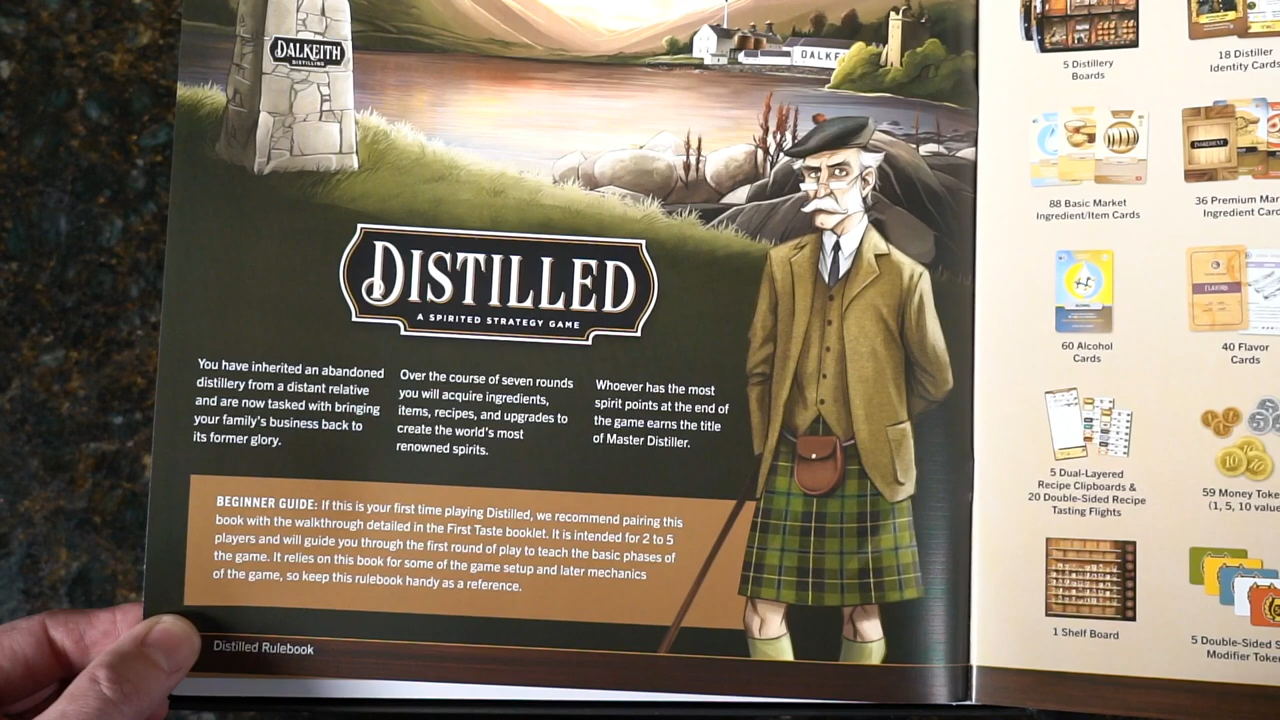 DALKEITH
DISTILLING
DISTILLED
A SPIRITED STRATEGY GAME
You have inherited an abandoned
distillery from a distant relative
and are now tasked with bringing
your family's business back to
its former glory.
Over the course of seven rounds
you will acquire ingredients,
items, recipes, and upgrades to
create the world's most
renowned spirits.
Whoever has the most
spirit points at the end of
the game earns the title
of Master Distiller.
BEGINNER GUIDE: If this is your first time playing Distilled, we recommend pairing this
book with the walkthrough detailed in the First Taste booklet. It is intended for 2 to 5
players and will guide you through the first round of play to teach the basic phases of
the game. It relies on this book for some of the game setup and later mechanics
of the game, so keep this rulebook handy as a reference.
Distilled Rulebook
5 Distillery
Boards
18 Distiller
Identity Cards
88 Basic Market
Ingredient/Item Cards
INGREDIENT
36 Premium Mar
Ingredient Card
ALCOHOL
60 Alcohol
Cards
FLAVORS
40 Flavor
Cards
5 Dual-Layered
Recipe Clipboards &
20 Double-Sided Recipe
Tasting Flights
5
10
59 Money Toke
(1, 5, 10 value
1 Shelf Board
5 Double-Sided S
Modifier Token